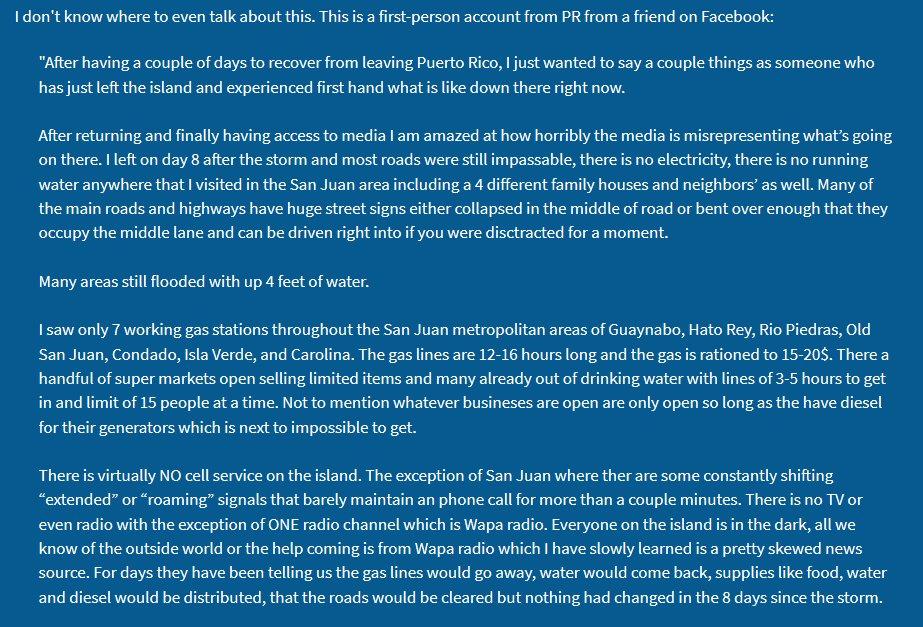 I don't know where to even talk about this. This is a first-person account from PR from a friend on Facebook:
"After having a couple of days to recover from leaving Puerto Rico, I just wanted to say a couple things as someone who
has just left the island and experienced first hand what is like down there right now.
After returning and finally having access to media I am amazed at how horribly the media is misrepresenting what's going
on there. I left on day 8 after the storm and most roads were still impassable, there is no electricity, there is no running
water anywhere that I visited in the San Juan area including a 4 different family houses and neighbors' as well. Many of
the main roads and highways have huge street signs either collapsed in the middle of road or bent over enough that they
occupy the middle lane and can be driven right into if you were disctracted for a moment.
Many areas still flooded with up 4 feet of water.
I saw only 7 working gas stations throughout the San Juan metropolitan areas of Guaynabo, Hato Rey, Rio Piedras, Old
San Juan, Condado, Isla Verde, and Carolina. The gas lines are 12-16 hours long and the gas is rationed to 15-20$. There a
handful of super markets open selling limited items and many already out of drinking water with lines of 3-5 hours to get
in and limit of 15 people at a time. Not to mention whatever busineses are open are only open so long as the have diesel
for their generators which is next to impossible to get.
There is virtually NO cell service on the island. The exception of San Juan where ther are some constantly shifting
“extended” or “roaming” signals that barely maintain an phone call for more than a couple minutes. There is no TV or
even radio with the exception of ONE radio channel which is Wapa radio. Everyone on the island is in the dark, all we
know of the outside world or the help coming is from Wapa radio which I have slowly learned is a pretty skewed news
source. For days they have been telling us the gas lines would go away, water would come back, supplies like food, water
and diesel would be distributed, that the roads would be cleared but nothing had changed in the 8 days since the storm.